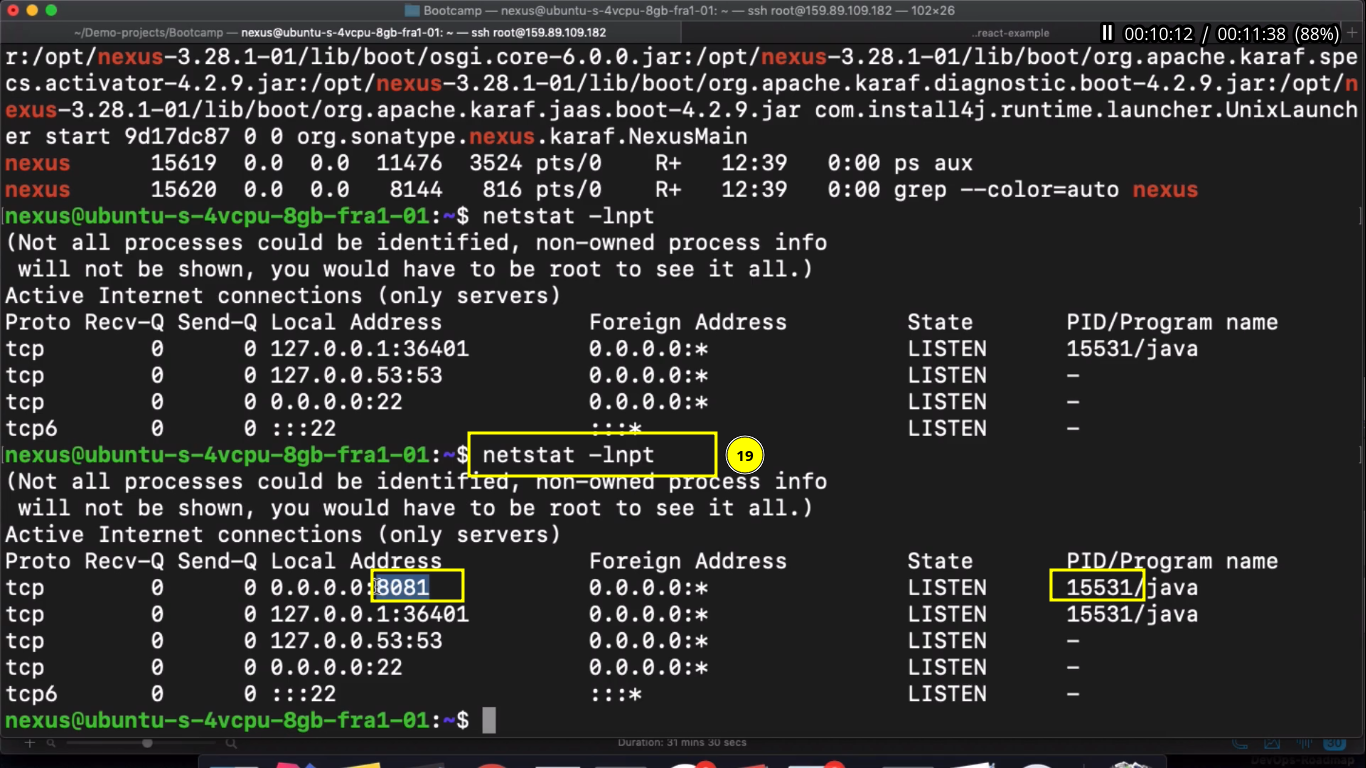 Bootcamp — nexus@ubuntu-s-4vcpu-8gb-fra1-01: ~ — ssh root@159.89.109.182 — 102×26
~/Demo-projects/Bootcamp — nexus@ubuntu-s-4vcpu-8gb-fra1-01: ~ — ssh root@159.89.109.182
..react-example
00:10:12 / 00:11:38 (88%)
r:/opt/nexus-3.28.1-01/lib/boot/osgi.core-6.0.0.jar:/opt/nexus-3.28.1-01/lib/boot/org.apache.karaf.spe
cs.activator-4.2.9.jar:/opt/nexus-3.28.1-01/lib/boot/org.apache.karaf.diagnostic.boot-4.2.9.jar:/opt/n
exus-3.28.1-01/lib/boot/org.apache.karaf.jaas.boot-4.2.9.jar com.install4j.runtime.launcher.UnixLaunch
er start 9d17dc87 0 0 org.sonatype.nexus.karaf.NexusMain
nexus 15619 0.0 0.0 11476 3524 pts/0 R+ 12:39 0:00 ps aux
nexus 15620 0.0 0.0 8144 816 pts/0 R+ 12:39 0:00 grep --color=auto nexus
nexus@ubuntu-s-4vcpu-8gb-fra1-01:~$ netstat -lnpt
(Not all processes could be identified, non-owned process info
will not be shown, you would have to be root to see it all.)
Active Internet connections (only servers)
Proto Recv-Q Send-Q Local Address Foreign Address State PID/Program name
tcp 0 0 127.0.0.1:36401 0.0.0.0:* LISTEN 15531/java
tcp 0 0 127.0.0.53:53 0.0.0.0:* LISTEN -
tcp 0 0 0.0.0.0:22 0.0.0.0:* LISTEN -
tcp6 0 0 :::22 :::* LISTEN -
nexus@ubuntu-s-4vcpu-8gb-fra1-01:~$ netstat -lnpt 19
(Not all processes could be identified, non-owned process info
will not be shown, you would have to be root to see it all.)
Active Internet connections (only servers)
Proto Recv-Q Send-Q Local Address Foreign Address State PID/Program name
tcp 0 0 0.0.0.0:8081 0.0.0.0:* LISTEN 15531/java
tcp 0 0 127.0.0.1:36401 0.0.0.0:* LISTEN 15531/java
tcp 0 0 127.0.0.53:53 0.0.0.0:* LISTEN -
tcp 0 0 0.0.0.0:22 0.0.0.0:* LISTEN -
tcp6 0 0 :::22 :::* LISTEN -
nexus@ubuntu-s-4vcpu-8gb-fra1-01:~$
Duration: 31 mins 30 secs
30
DevOps-Roadmap